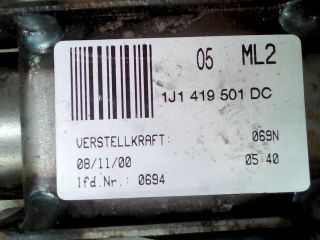 05 ML2
1J1 419 501 DC
VERSTELLKRAFT: 069N
08/11/00 05:40
lfd.Nr.: 0694